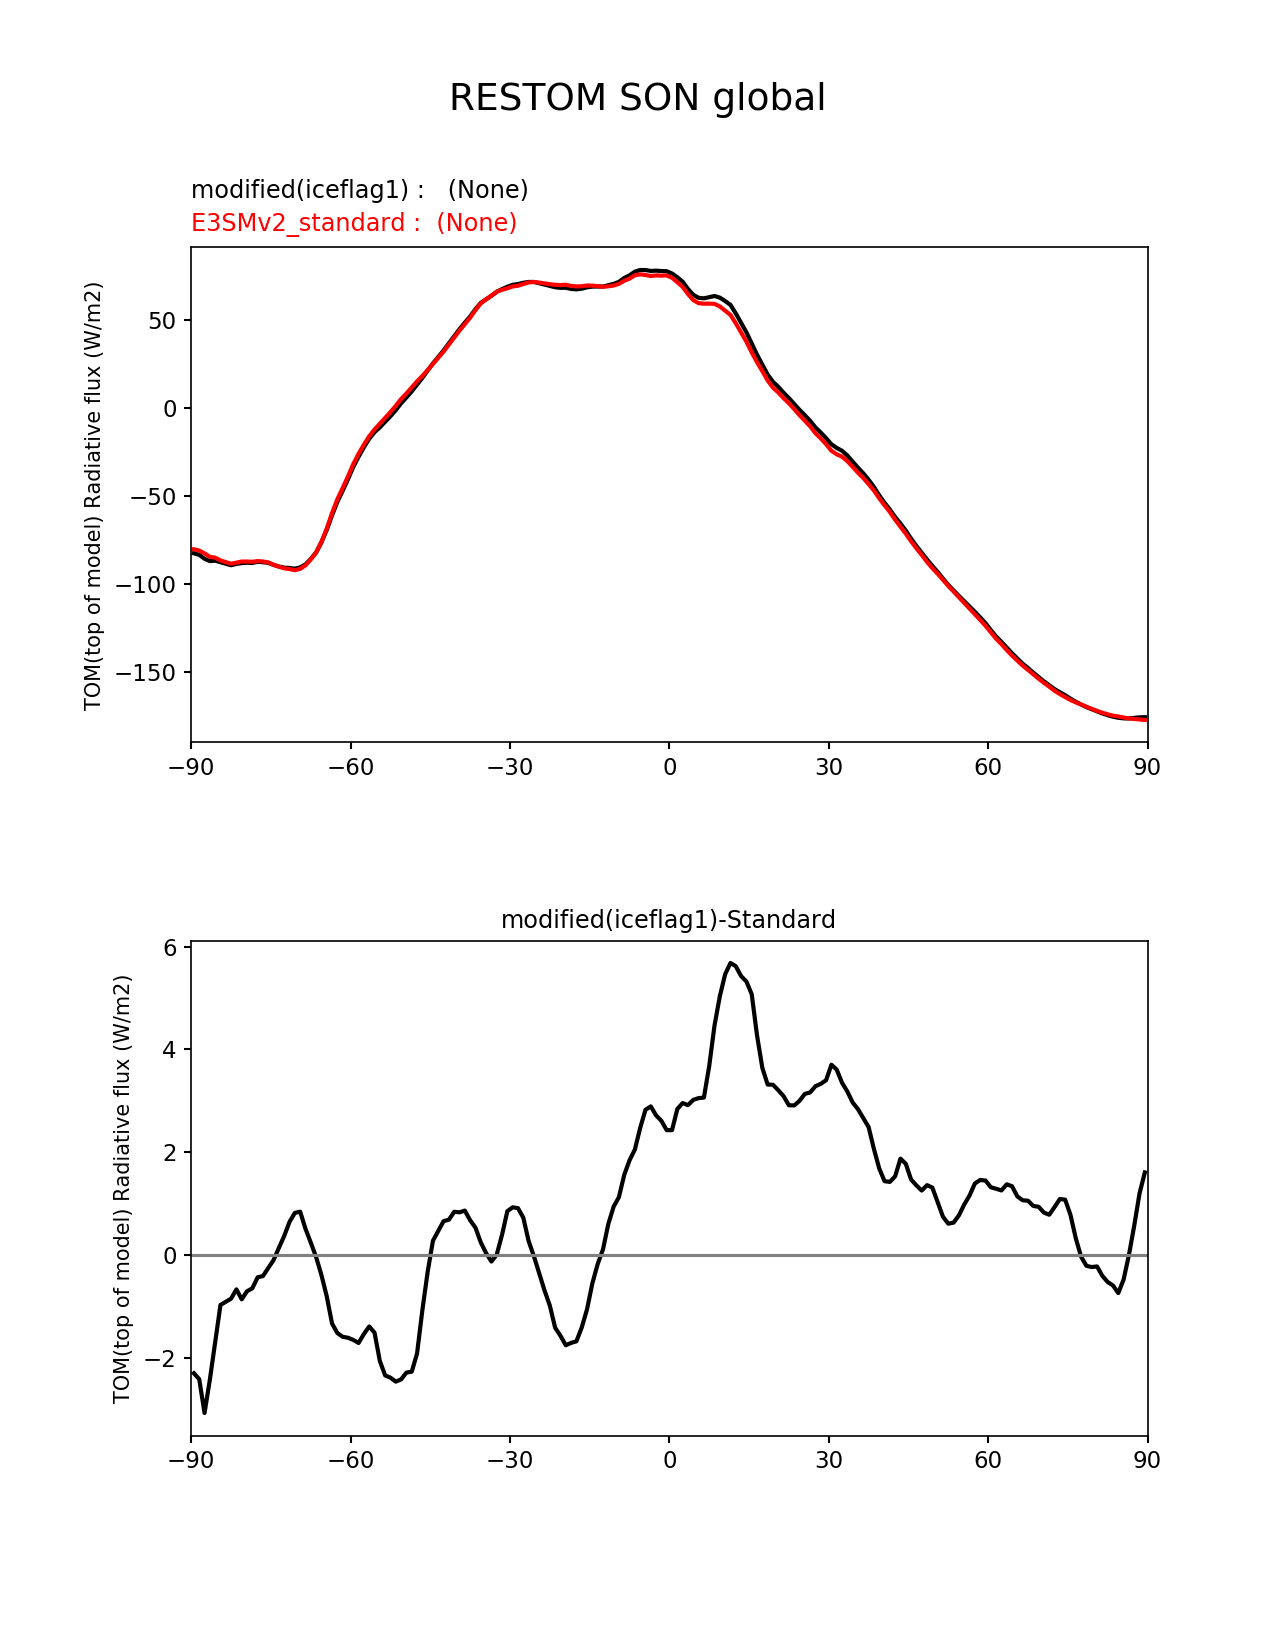 RESTOM SON global
modified(iceflag1) :   (None)
E3SMv2_standard :  (None)
TOM(top of model) Radiative flux (W/m2)
50
0
−50
−100
−150
−90 −60 −30 0 30 60 90
modified(iceflag1)-Standard
TOM(top of model) Radiative flux (W/m2)
6
4
2
0
−2
−90 −60 −30 0 30 60 90